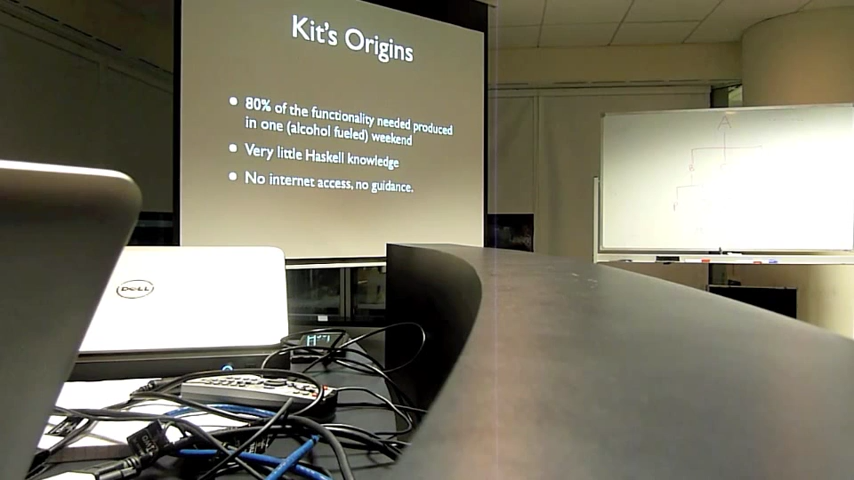 Kit's Origins
80% of the functionality needed produced
in one (alcohol fueled) weekend
Very little Haskell knowledge
No internet access, no guidance.
DELL